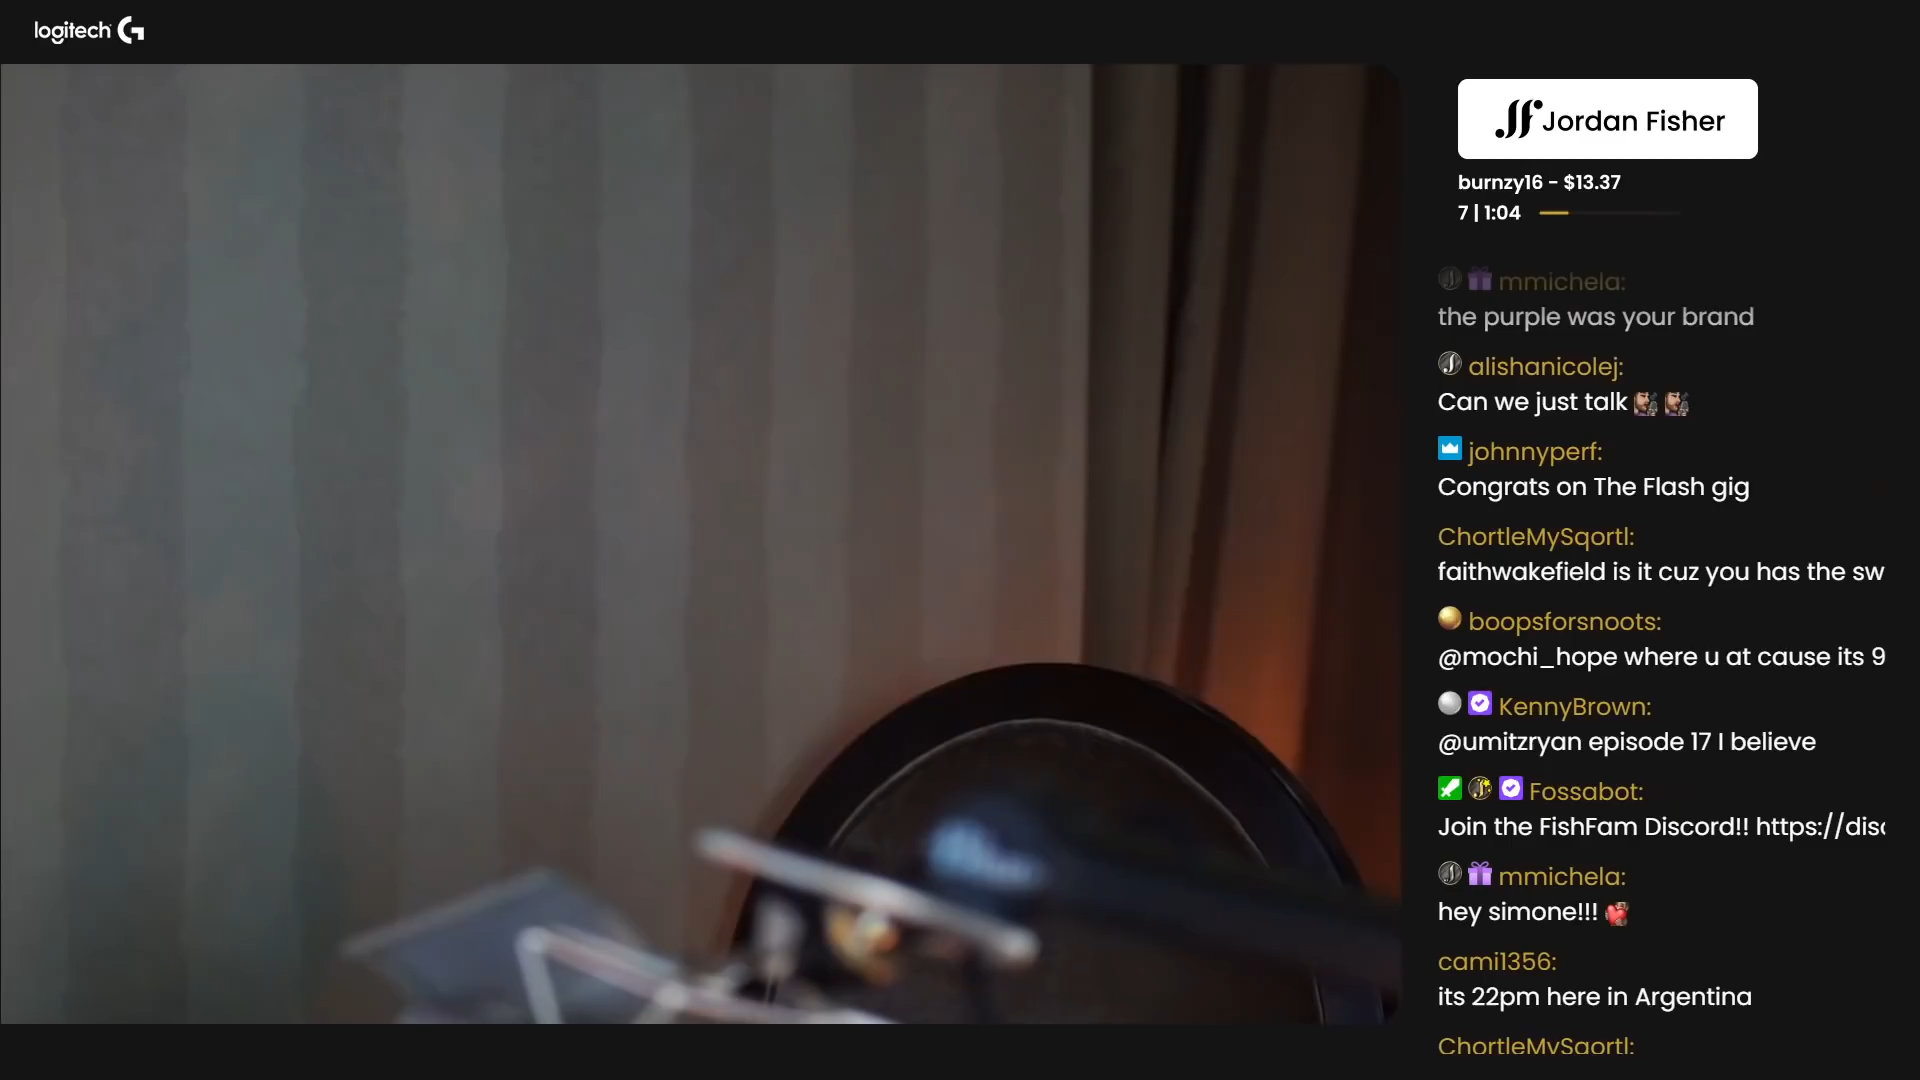 logitech G
Jordan Fisher
burnzy16 - $13.37
7 | 1:04
mmichela:
the purple was your brand
alishanicolej:
Can we just talk
johnnyperf:
Congrats on The Flash gig
ChortleMySqortl:
faithwakefield is it cuz you has the sw
boopsforsnoots:
@mochi_hope where u at cause its 9
KennyBrown:
@umitzryan episode 17 I believe
Fossabot:
Join the FishFam Discord!! https://disc
mmichela:
hey simone!!!
cami1356:
its 22pm here in Argentina
ChortleMySqortl: